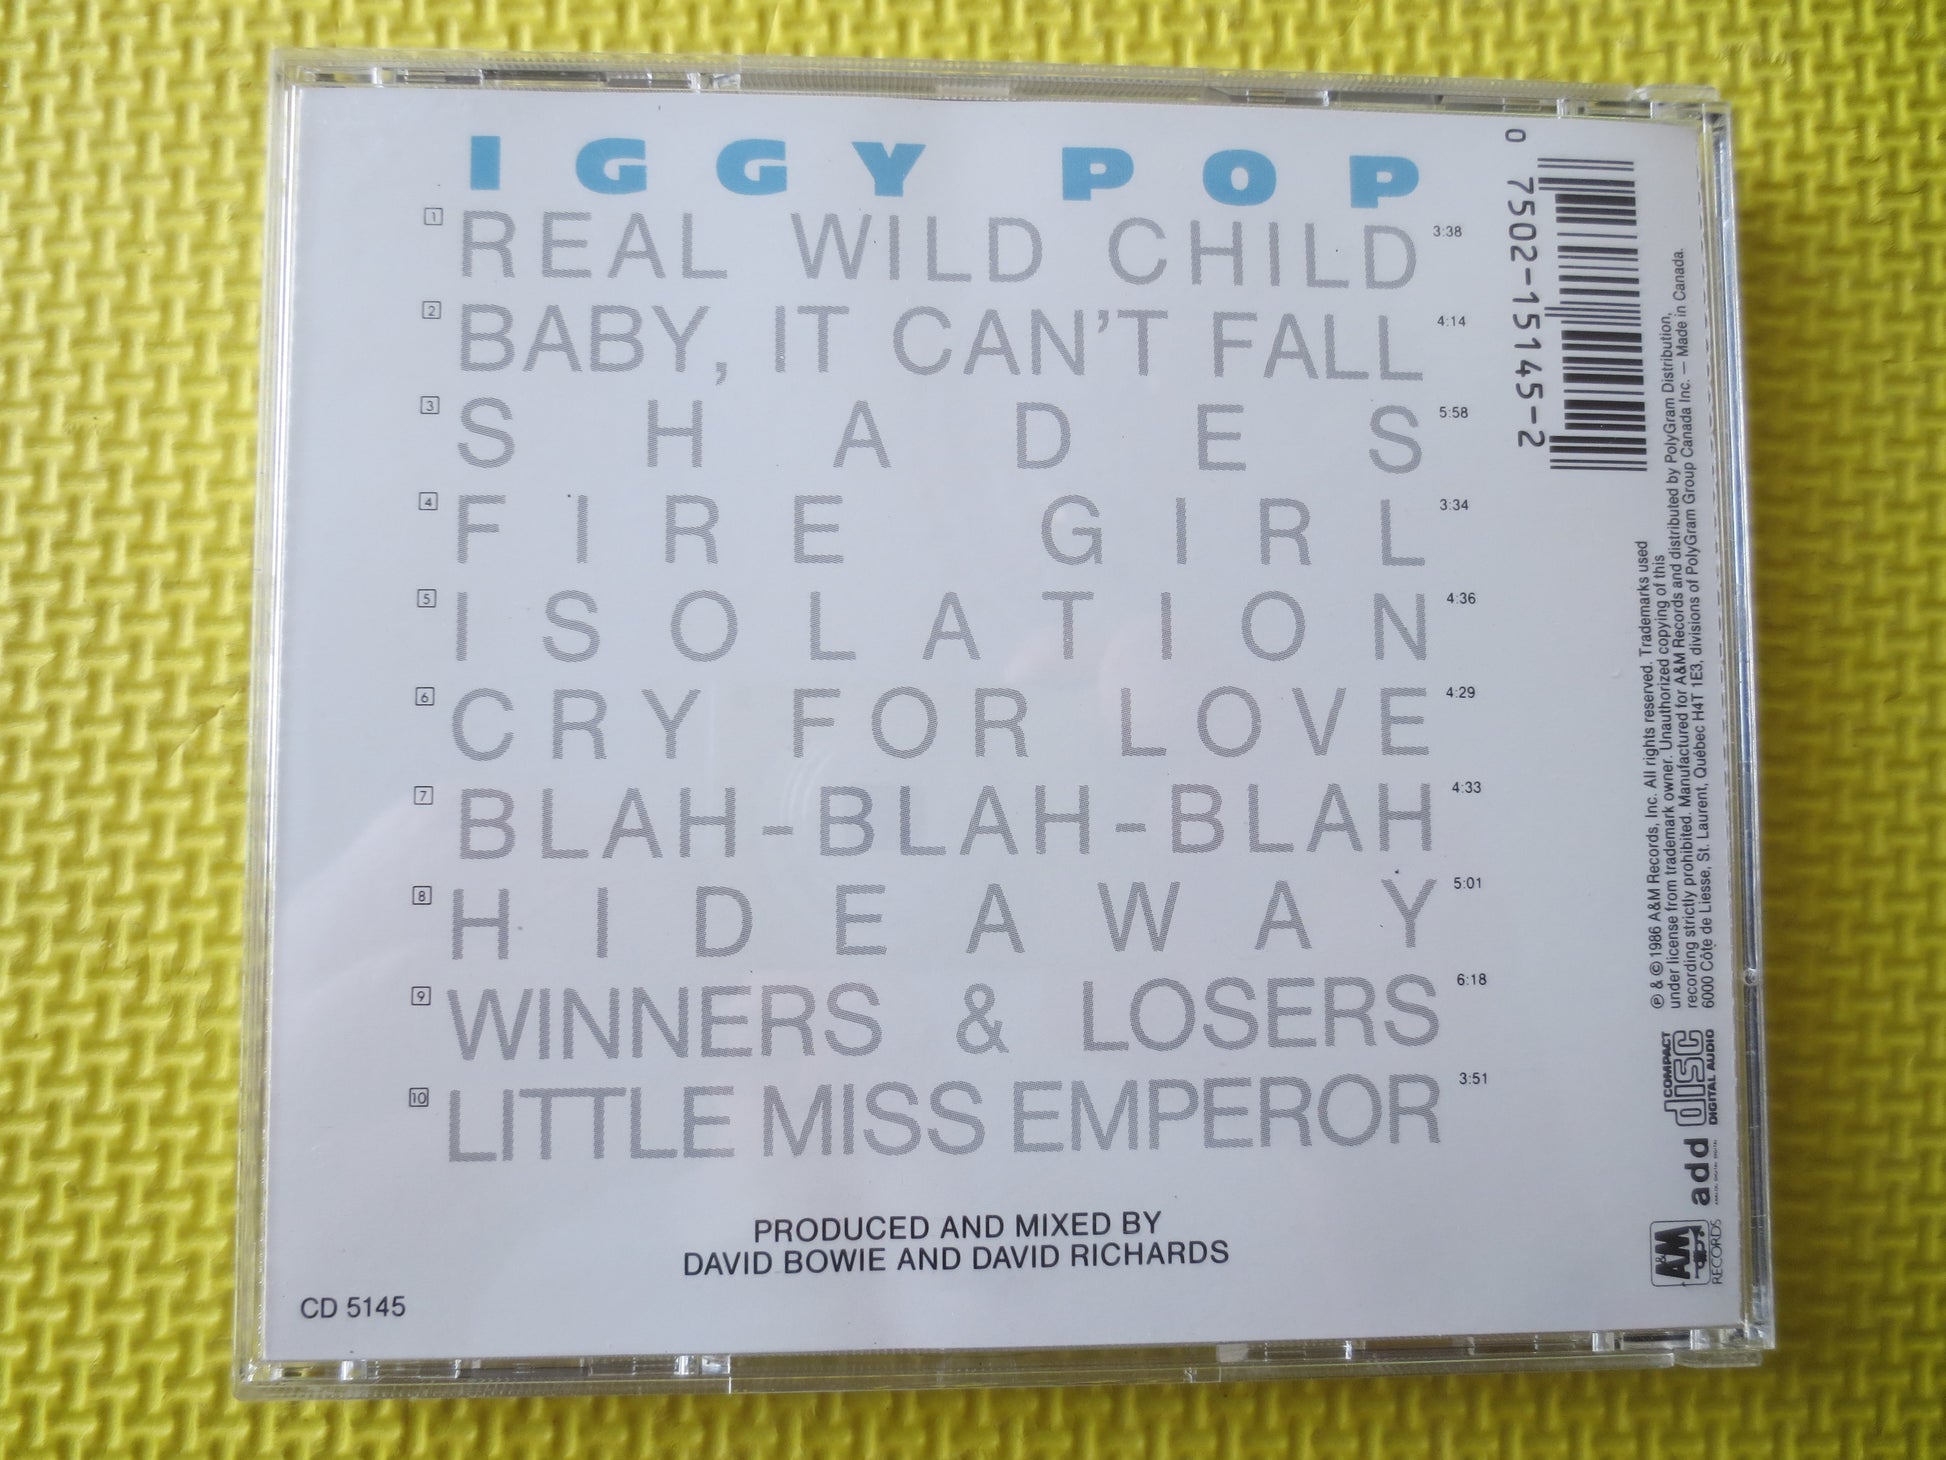 IGGY POP
1 REAL WILD CHILD 3:38
2 BABY, IT CAN'T FALL 4:14
3 SHADES 5:58
4 FIRE GIRL 3:34
5 ISOLATION 4:36
6 CRY FOR LOVE 4:29
7 BLAH-BLAH-BLAH 4:33
8 HIDEAWAY 5:01
9 WINNERS & LOSERS 6:18
10 LITTLE MISS EMPEROR 3:51
PRODUCED AND MIXED BY
DAVID BOWIE AND DAVID RICHARDS
CD 5145
0 7502-15145-2
℗ & © 1986 A&M Records, Inc. All rights reserved. Trademarks used
under license from trademark owner. Unauthorized copying of this
recording strictly prohibited. Manufactured for A&M Records and distributed by PolyGram Distribution,
6000 Côte de Liesse, St. Laurent, Québec H4T 1E3, divisions of PolyGram Group Canada Inc. — Made in Canada.
COMPACT
disc
DIGITAL AUDIO
add
A&M
RECORDS